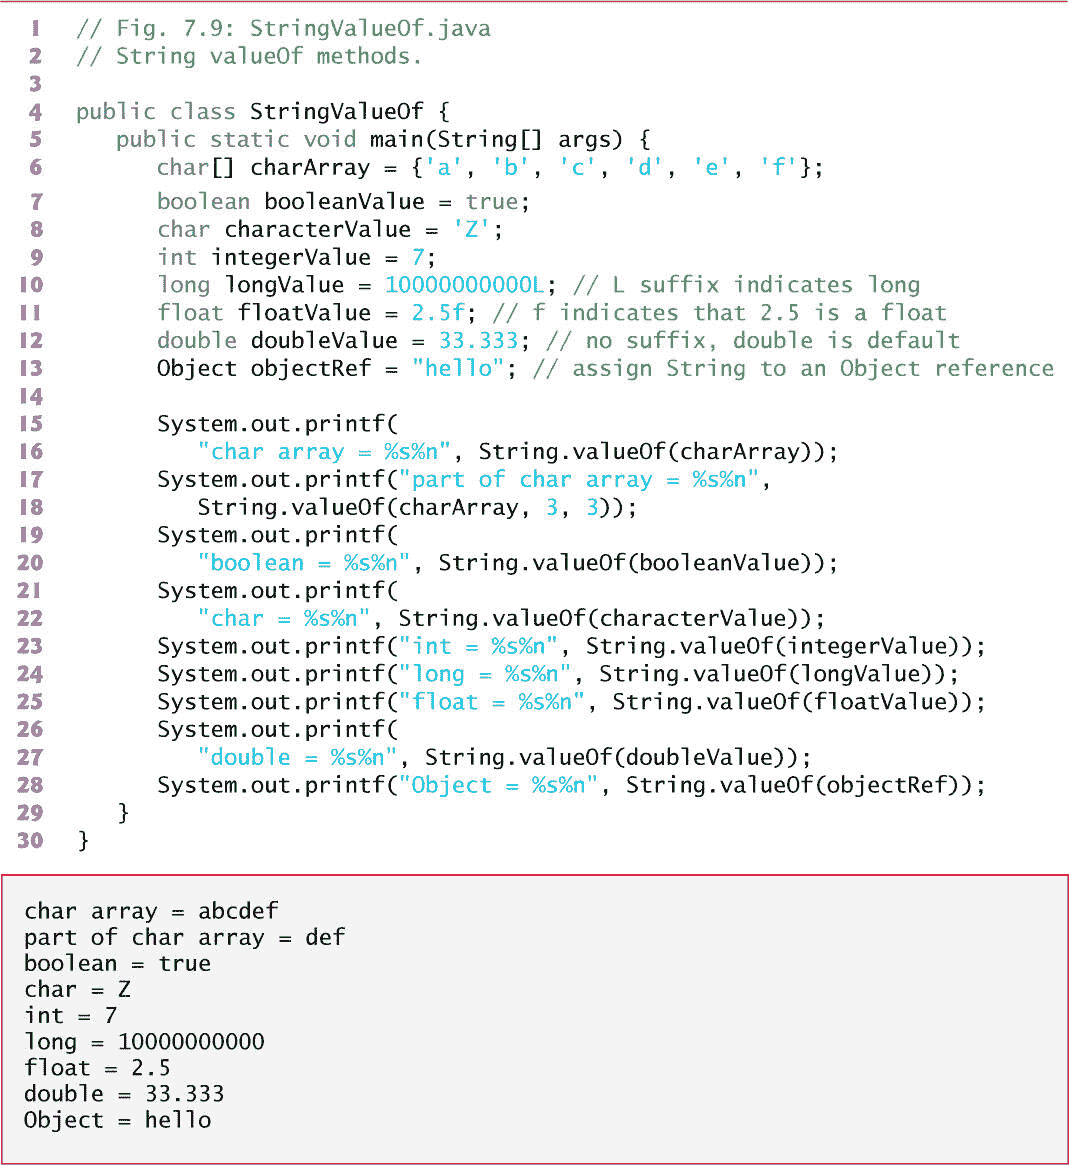 1 // Fig. 7.9: StringValueOf.java
2 // String valueOf methods.
3
4 public class StringValueOf {
5    public static void main(String[] args) {
6       char[] charArray = {'a', 'b', 'c', 'd', 'e', 'f'};
7       boolean booleanValue = true;
8       char characterValue = 'Z';
9       int integerValue = 7;
10       long longValue = 10000000000L; // L suffix indicates long
11       float floatValue = 2.5f; // f indicates that 2.5 is a float
12       double doubleValue = 33.333; // no suffix, double is default
13       Object objectRef = "hello"; // assign String to an Object reference
14
15       System.out.printf(
16          "char array = %s%n", String.valueOf(charArray));
17       System.out.printf("part of char array = %s%n",
18          String.valueOf(charArray, 3, 3));
19       System.out.printf(
20          "boolean = %s%n", String.valueOf(booleanValue));
21       System.out.printf(
22          "char = %s%n", String.valueOf(characterValue));
23       System.out.printf("int = %s%n", String.valueOf(integerValue));
24       System.out.printf("long = %s%n", String.valueOf(longValue));
25       System.out.printf("float = %s%n", String.valueOf(floatValue));
26       System.out.printf(
27          "double = %s%n", String.valueOf(doubleValue));
28       System.out.printf("Object = %s%n", String.valueOf(objectRef));
29    }
30 }
char array = abcdef
part of char array = def
boolean = true
char = Z
int = 7
long = 10000000000
float = 2.5
double = 33.333
Object = hello